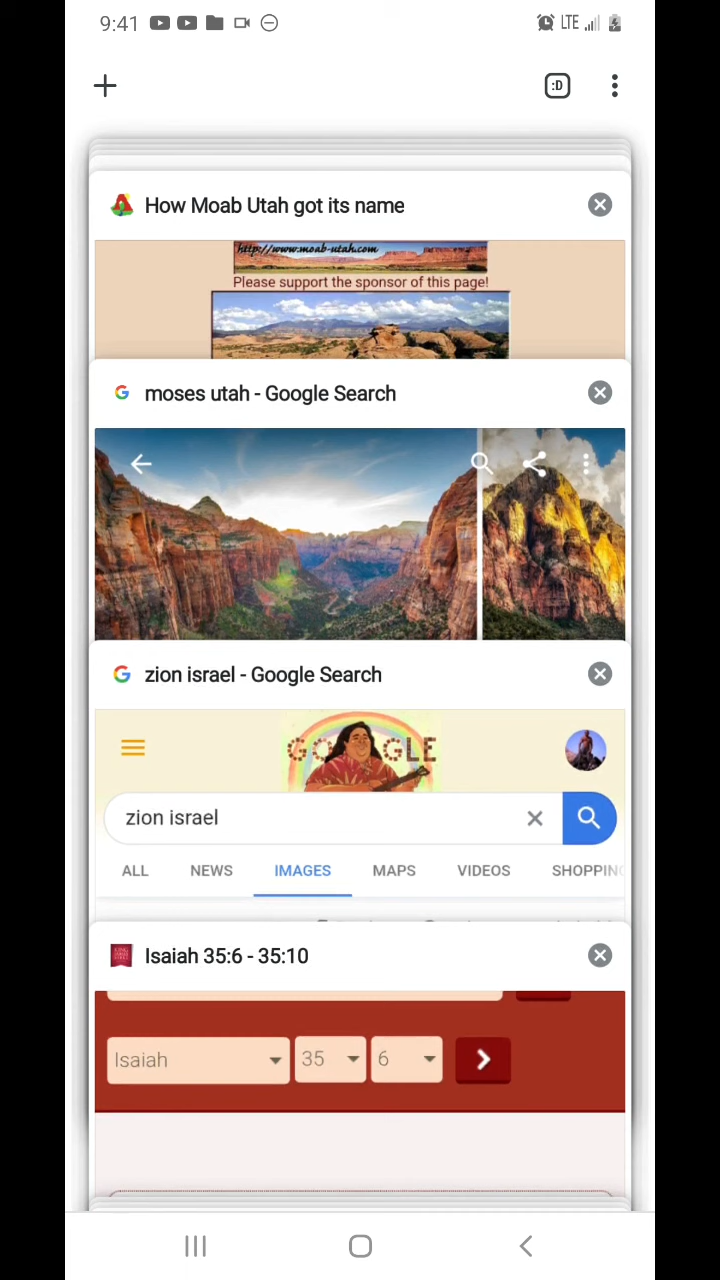 9:41
LTE
:D
How Moab Utah got its name
http://www.moab-utah.com
Please support the sponsor of this page!
moses utah - Google Search
zion israel - Google Search
GOOGLE
zion israel
ALL NEWS IMAGES MAPS VIDEOS SHOPPING
Isaiah 35:6 - 35:10
Isaiah 35 6